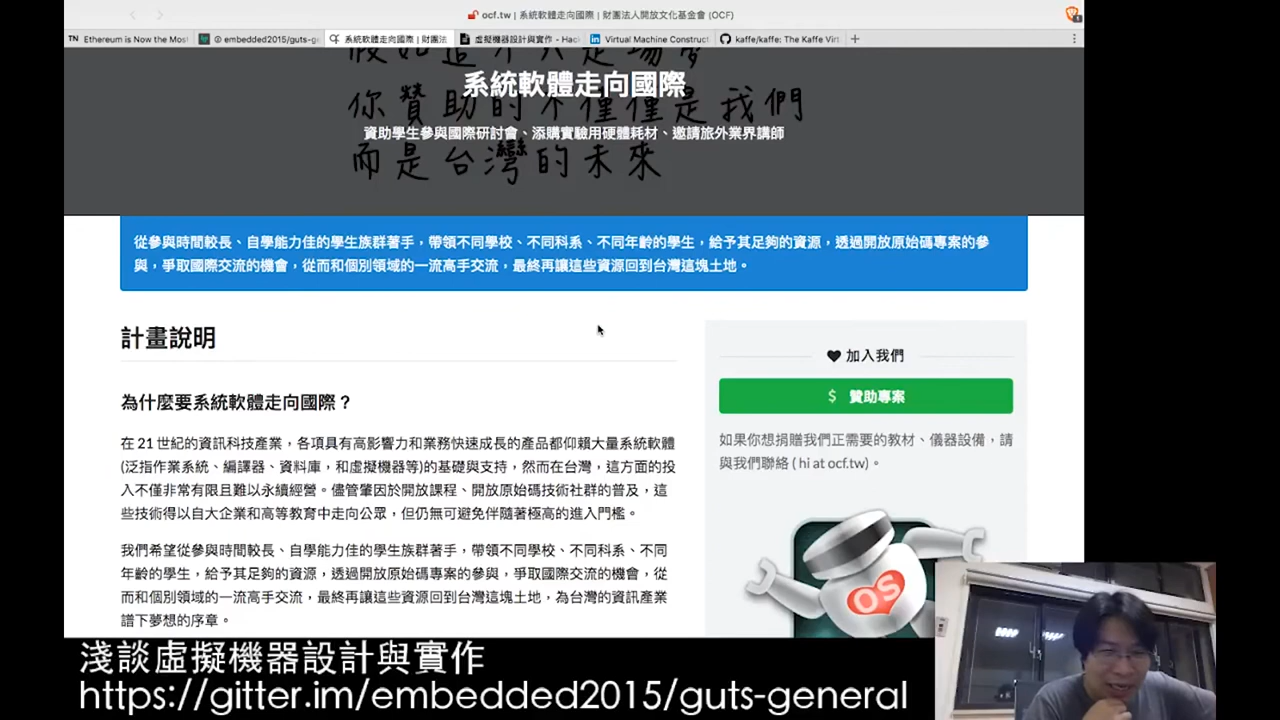 ocf.tw | 系統軟體走向國際 | 財團法人開放文化基金會 (OCF)
Ethereum is Now the Most
embedded2015/guts-ge
系統軟體走向國際 | 財團法
虛擬機器設計與實作 - Hac
Virtual Machine Construct
kaffe/kaffe: The Kaffe Virt
系統軟體走向國際
你贊助的不僅僅是我們
資助學生參與國際研討會、添購實驗用硬體耗材、邀請旅外業界講師
而是台灣的未來
從參與時間較長、自學能力佳的學生族群著手，帶領不同學校、不同科系、不同年齡的學生，給予其足夠的資源，透過開放原始碼專案的參
與，爭取國際交流的機會，從而和個別領域的一流高手交流，最終再讓這些資源回到台灣這塊土地。
計畫說明
為什麼要系統軟體走向國際？
在 21 世紀的資訊科技產業，各項具有高影響力和業務快速成長的產品都仰賴大量系統軟體
(泛指作業系統、編譯器、資料庫，和虛擬機器等)的基礎與支持，然而在台灣，這方面的投
入不僅非常有限且難以永續經營。儘管肇因於開放課程、開放原始碼技術社群的普及，這
些技術得以自大企業和高等教育中走向公眾，但仍無可避免伴隨著極高的進入門檻。
我們希望從參與時間較長、自學能力佳的學生族群著手，帶領不同學校、不同科系、不同
年齡的學生，給予其足夠的資源，透過開放原始碼專案的參與，爭取國際交流的機會，從
而和個別領域的一流高手交流，最終再讓這些資源回到台灣這塊土地，為台灣的資訊產業
譜下夢想的序章。
加入我們
$ 贊助專案
如果你想捐贈我們正需要的教材、儀器設備，請
與我們聯絡 ( hi at ocf.tw)。
OS
淺談虛擬機器設計與實作
https://gitter.im/embedded2015/guts-general